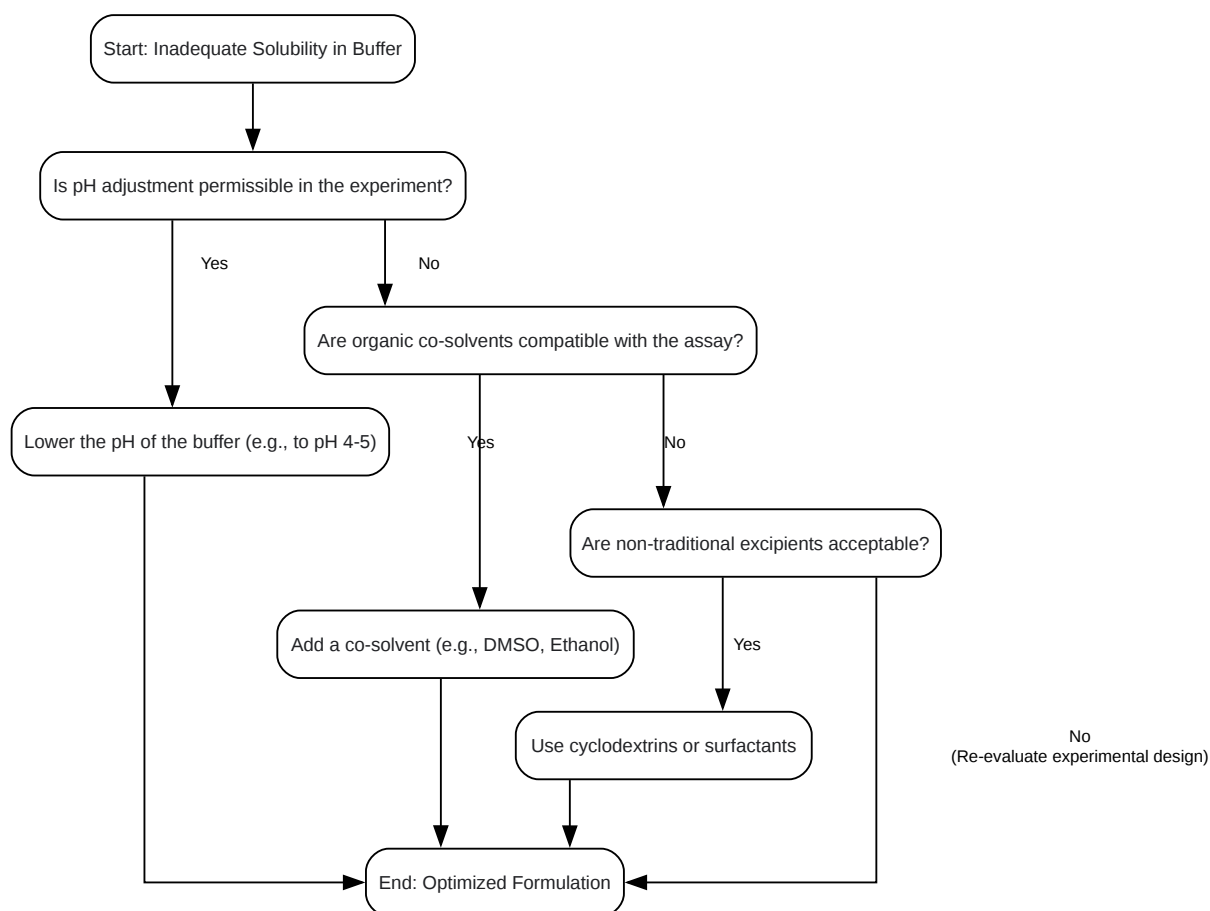 Start: Inadequate Solubility in Buffer
Is pH adjustment permissible in the experiment?
Yes
No
Are organic co-solvents compatible with the assay?
Lower the pH of the buffer (e.g., to pH 4-5)
Yes
No
Are non-traditional excipients acceptable?
Add a co-solvent (e.g., DMSO, Ethanol)
Yes
Use cyclodextrins or surfactants
No
(Re-evaluate experimental design)
End: Optimized Formulation